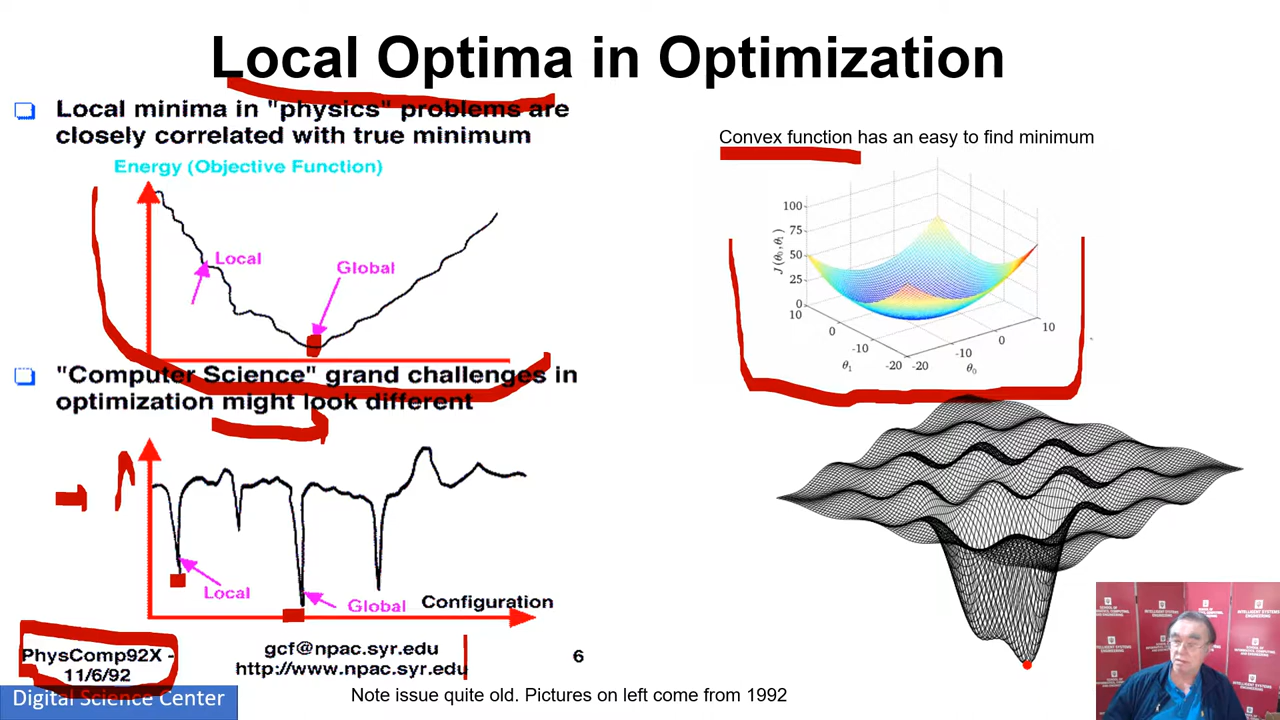 Local Optima in Optimization
Local minima in "physics" problems are
closely correlated with true minimum
Energy (Objective Function)
Local
Global
"Computer Science" grand challenges in
optimization might look different
Local
Global
Configuration
PhysComp92X -
11/6/92
gcf@npac.syr.edu
http://www.npac.syr.edu
6
Digital Science Center
Note issue quite old. Pictures on left come from 1992
Convex function has an easy to find minimum
J(θ₀,θ₁)
100
75
50
25
0
10
0
-10
-20
θ₁
-20
-10
0
10
θ₀